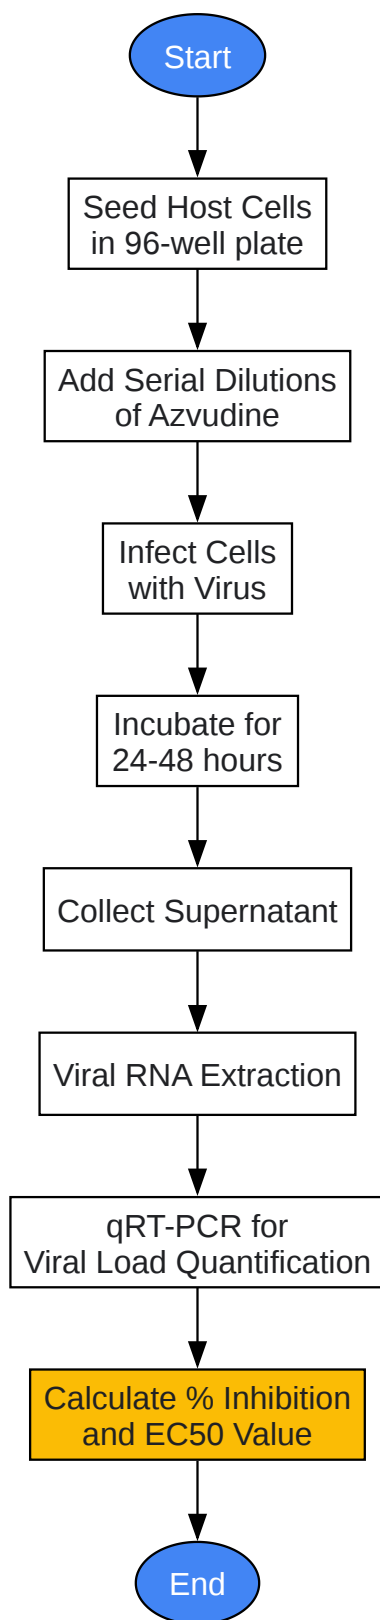 Start
Seed Host Cells
in 96-well plate
Add Serial Dilutions
of Azvudine
Infect Cells
with Virus
Incubate for
24-48 hours
Collect Supernatant
Viral RNA Extraction
qRT-PCR for
Viral Load Quantification
Calculate % Inhibition
and EC50 Value
End